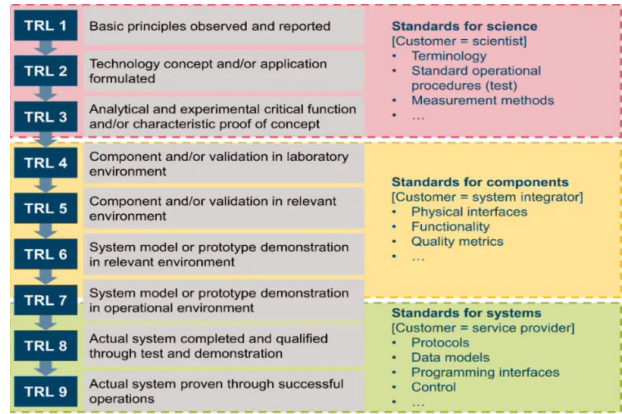 TRL 1
Basic principles observed and reported
TRL 2
Technology concept and/or application
formulated
TRL 3
Analytical and experimental critical function
and/or characteristic proof of concept
Standards for science
[Customer = scientist]
• Terminology
• Standard operational
procedures (test)
• Measurement methods
• ...
TRL 4
Component and/or validation in laboratory
environment
TRL 5
Component and/or validation in relevant
environment
TRL 6
System model or prototype demonstration
in relevant environment
Standards for components
[Customer = system integrator]
• Physical interfaces
• Functionality
• Quality metrics
• ...
TRL 7
System model or prototype demonstration
in operational environment
TRL 8
Actual system completed and qualified
through test and demonstration
TRL 9
Actual system proven through successful
operations
Standards for systems
[Customer = service provider]
• Protocols
• Data models
• Programming interfaces
• Control
• ...